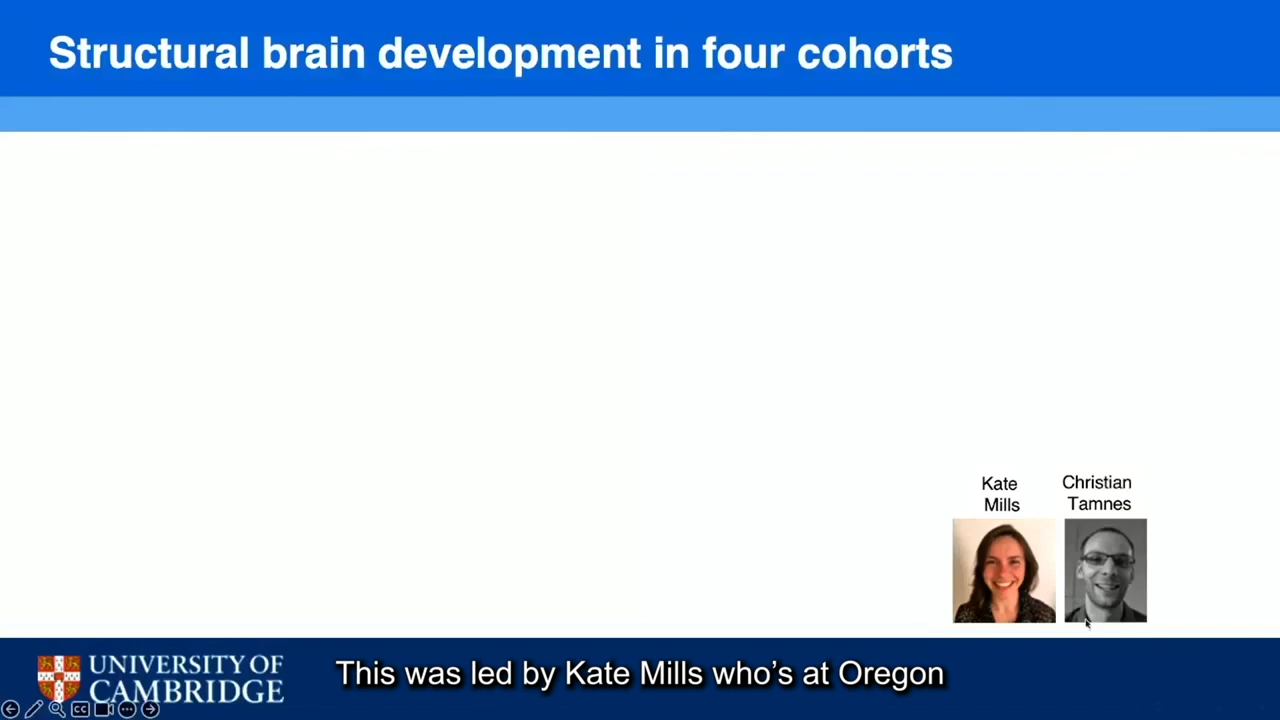 Structural brain development in four cohorts
Kate
Mills
Christian
Tamnes
UNIVERSITY OF
CAMBRIDGE
This was led by Kate Mills who's at Oregon
CC